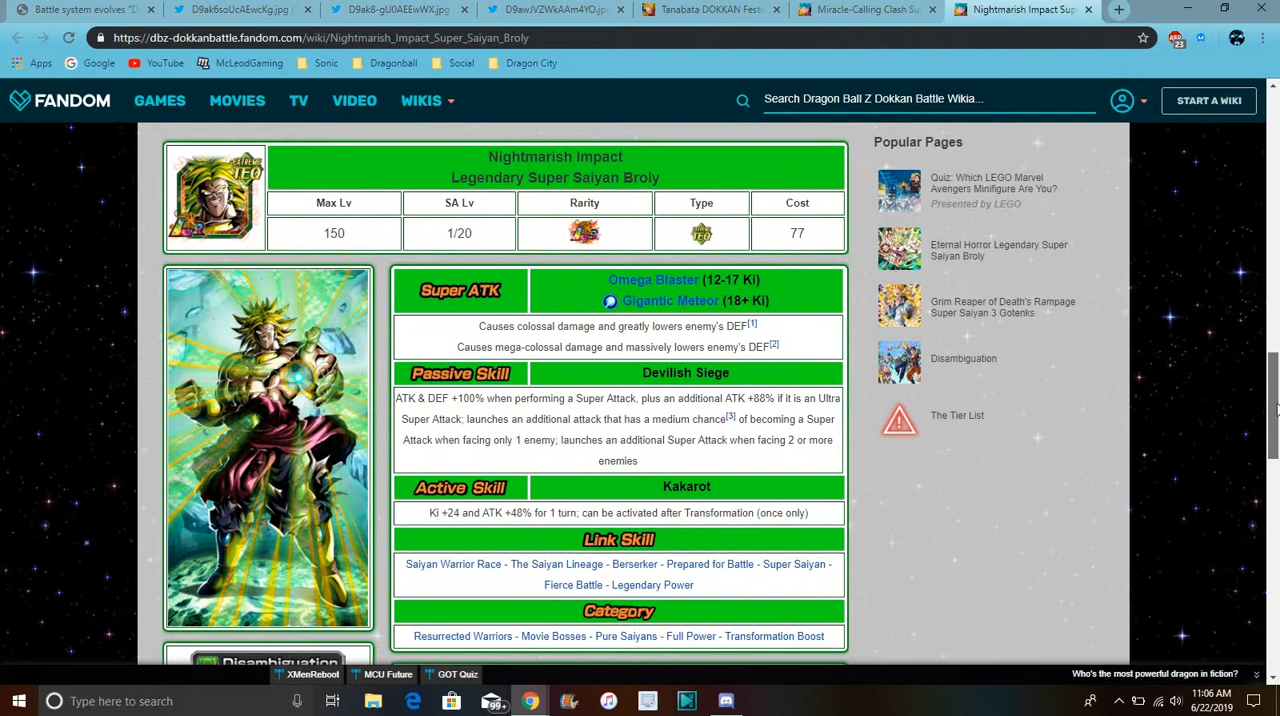 Battle system evolves "D
D9ak6soUcAEwcKg.jpg (
D9ak8-gU0AEEwWX.jpg (
D9awJVZWkAAm4YO.jpg
Tanabata DOKKAN Fest
Miracle-Calling Clash Su
Nightmarish Impact Sup
https://dbz-dokkanbattle.fandom.com/wiki/Nightmarish_Impact_Super_Saiyan_Broly
23
Apps Google YouTube McLeodGaming Sonic Dragonball Social Dragon City
FANDOM GAMES MOVIES TV VIDEO WIKIS Search Dragon Ball Z Dokkan Battle Wikia... START A WIKI
Nightmarish Impact
Legendary Super Saiyan Broly
EXTREME
TEQ
LR
Max Lv SA Lv Rarity Type Cost
150 1/20 LR TEQ 77
Super ATK
Omega Blaster (12-17 Ki)
Gigantic Meteor (18+ Ki)
Causes colossal damage and greatly lowers enemy's DEF[1]
Causes mega-colossal damage and massively lowers enemy's DEF[2]
Passive Skill Devilish Siege
ATK & DEF +100% when performing a Super Attack, plus an additional ATK +88% if it is an Ultra
Super Attack; launches an additional attack that has a medium chance[3] of becoming a Super
Attack when facing only 1 enemy; launches an additional Super Attack when facing 2 or more
enemies
Active Skill Kakarot
Ki +24 and ATK +48% for 1 turn; can be activated after Transformation (once only)
Link Skill
Saiyan Warrior Race - The Saiyan Lineage - Berserker - Prepared for Battle - Super Saiyan -
Fierce Battle - Legendary Power
Category
Resurrected Warriors - Movie Bosses - Pure Saiyans - Full Power - Transformation Boost
Disambiguation
Popular Pages
Quiz: Which LEGO Marvel
Avengers Minifigure Are You?
Presented by LEGO
Eternal Horror Legendary Super
Saiyan Broly
Grim Reaper of Death's Rampage
Super Saiyan 3 Gotenks
Disambiguation
The Tier List
XMenReboot MCU Future GOT Quiz Who's the most powerful dragon in fiction?
Type here to search
99+
11:06 AM
6/22/2019